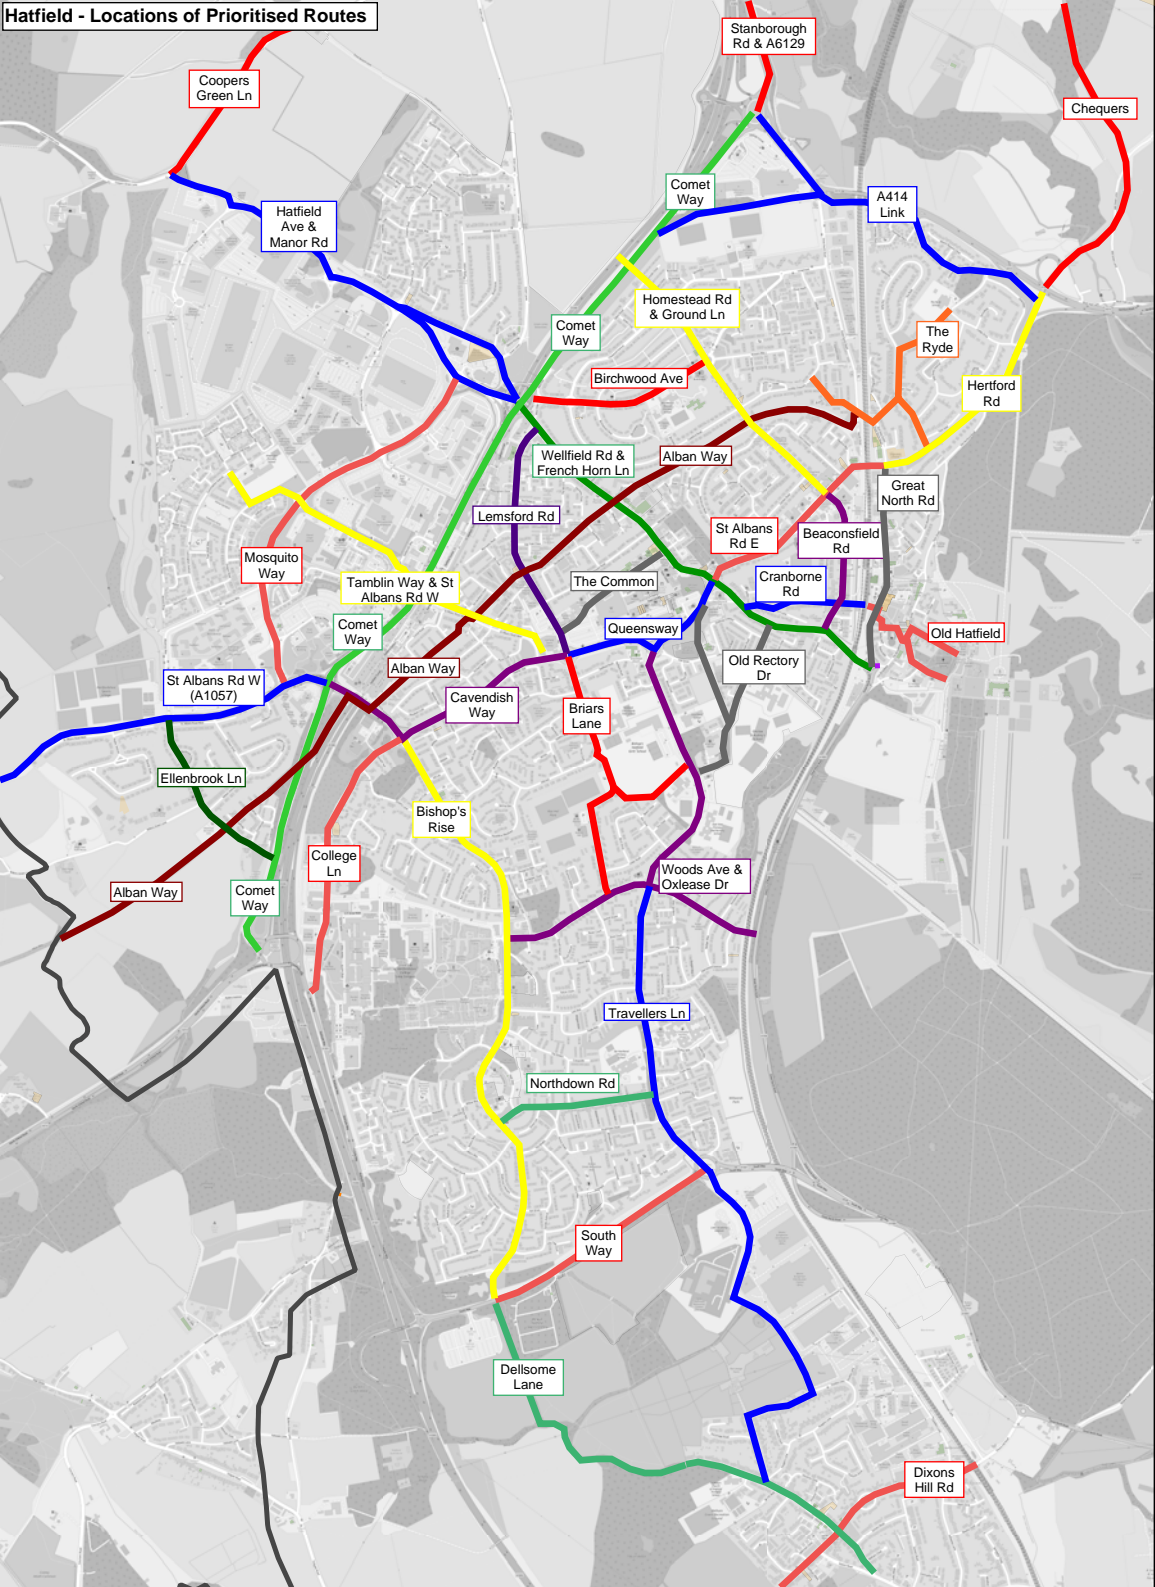 Hatfield - Locations of Prioritised Routes
Stanborough
Rd & A6129
Coopers
Green Ln
Chequers
Comet
Way
A414
Link
Hatfield
Ave &
Manor Rd
Homestead Rd
& Ground Ln
Comet
Way
The
Ryde
Birchwood Ave
Hertford
Rd
Wellfield Rd &
French Horn Ln
Alban Way
Great
North Rd
Lemsford Rd
St Albans
Rd E
Beaconsfield
Rd
Mosquito
Way
Tamblin Way & St
Albans Rd W
The Common
Cranborne
Rd
Comet
Way
Queensway
Old Hatfield
Alban Way
Old Rectory
Dr
St Albans Rd W
(A1057)
Cavendish
Way
Briars
Lane
Ellenbrook Ln
Bishop's
Rise
College
Ln
Woods Ave &
Oxlease Dr
Alban Way
Comet
Way
Travellers Ln
Northdown Rd
South
Way
Dellsome
Lane
Dixons
Hill Rd